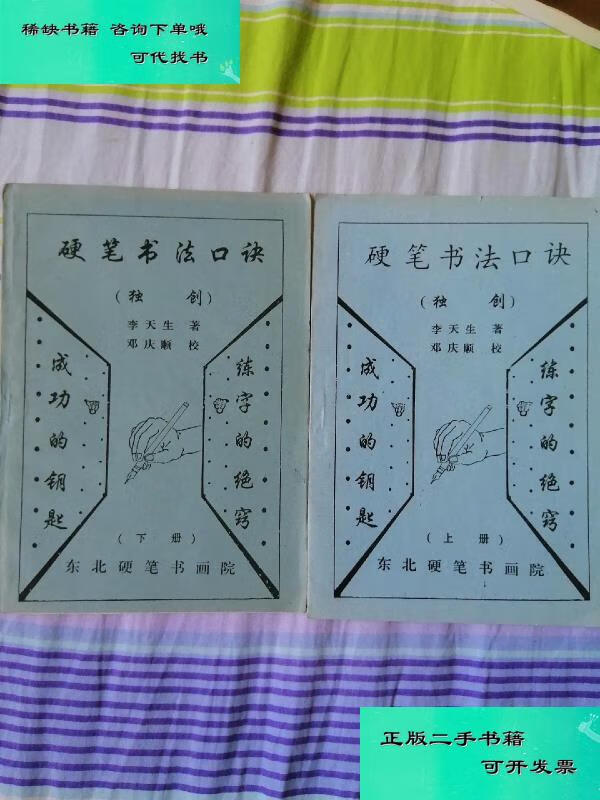 稀缺书籍 咨询下单哦
可代找书
硬笔书法口诀
(独创)
李天生 著
邓庆顺 校
练字的绝窍
成功的钥匙
(下册)
东北硬笔书画院
硬笔书法口诀
(独创)
李天生 著
邓庆顺 校
练字的绝窍
成功的钥匙
(上册)
东北硬笔书画院
正版二手书籍
可开发票